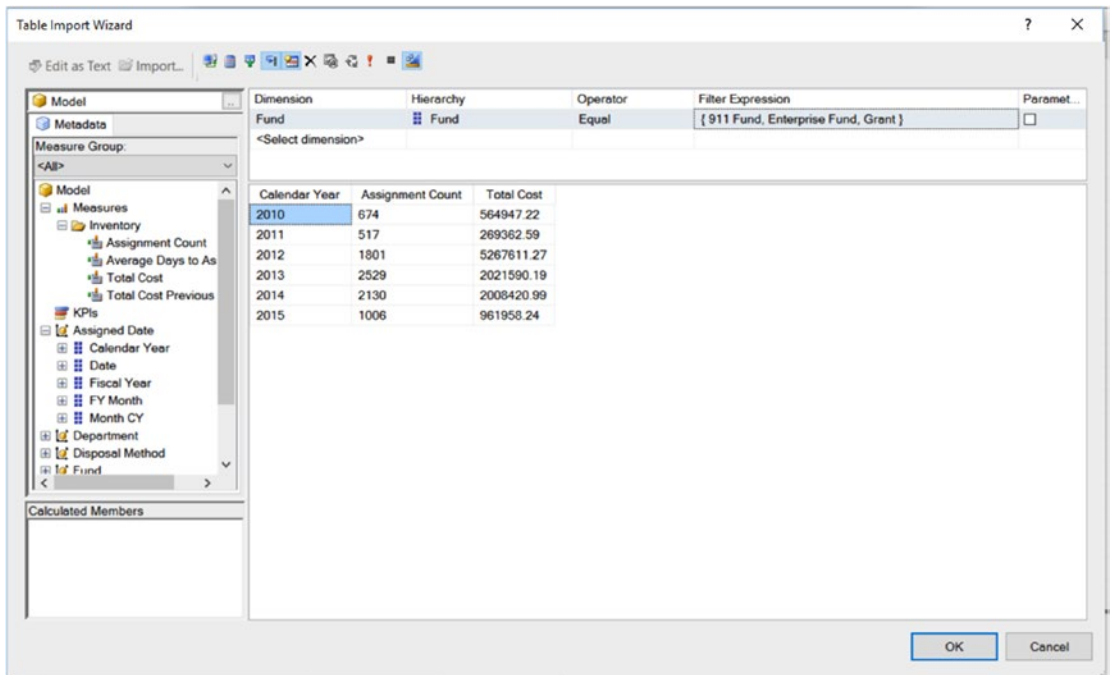 Table Import Wizard
? X
Edit as Text Import...
Model ..
Metadata
Measure Group:
<All>
Model
Measures
Inventory
Assignment Count
Average Days to As
Total Cost
Total Cost Previous
KPIs
Assigned Date
Calendar Year
Date
Fiscal Year
FY Month
Month CY
Department
Disposal Method
Fund
Calculated Members
Dimension Hierarchy Operator Filter Expression Paramet...
Fund Fund Equal { 911 Fund, Enterprise Fund, Grant }
<Select dimension>
Calendar Year Assignment Count Total Cost
2010 674 564947.22
2011 517 269362.59
2012 1801 5267611.27
2013 2529 2021590.19
2014 2130 2008420.99
2015 1006 961958.24
OK Cancel